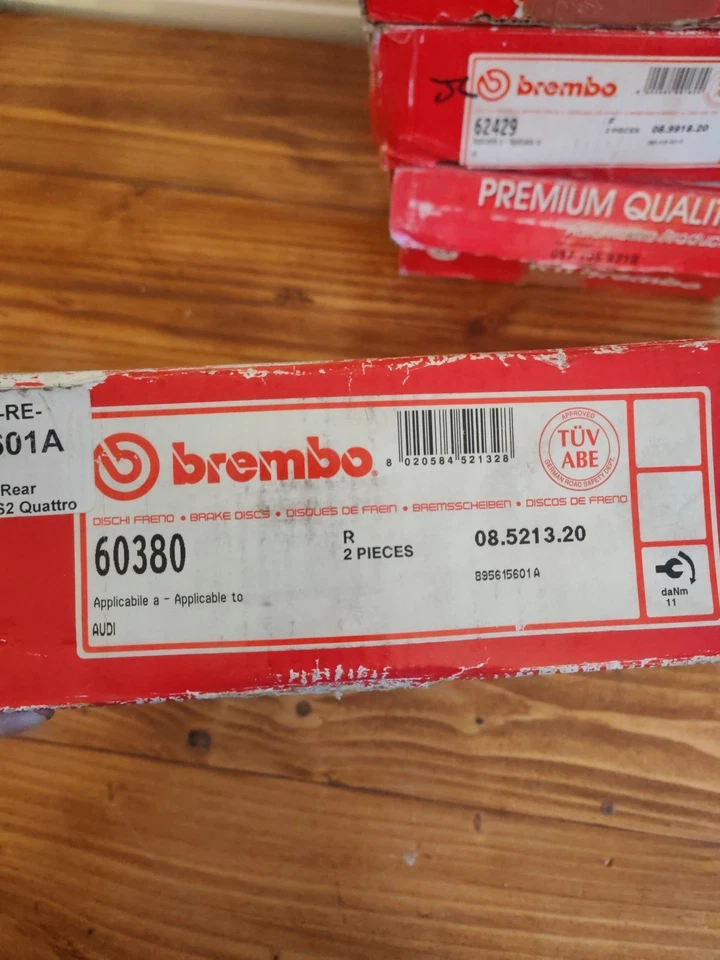 brembo
62429
F
2 PIECES
08.9918.20
PREMIUM QUALIT
-RE-
601A
Rear
S2 Quattro
brembo
8 020584 521328
APPROVED
TÜV
ABE
GERMAN ROAD SAFETY DEPT.
DISCHI FRENO • BRAKE DISCS • DISQUES DE FREIN • BREMSSCHEIBEN • DISCOS DE FRENO
60380
R
2 PIECES
08.5213.20
895615601A
Applicabile a - Applicable to
AUDI
daNm
11